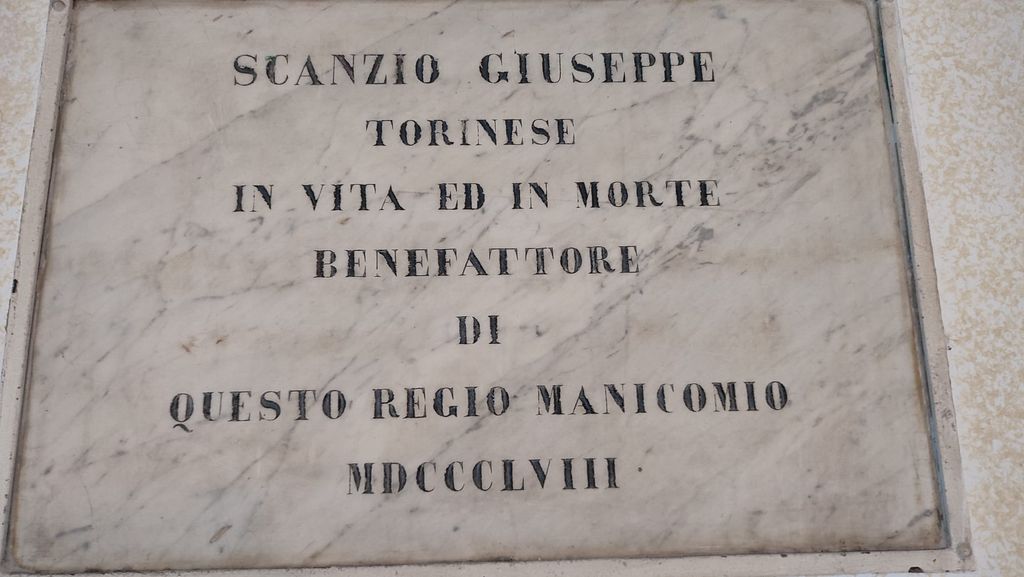 SCANZIO GIUSEPPE
TORINESE
IN VITA ED IN MORTE
BENEFATTORE
DI
QUESTO REGIO MANICOMIO
MDCCCLVIII